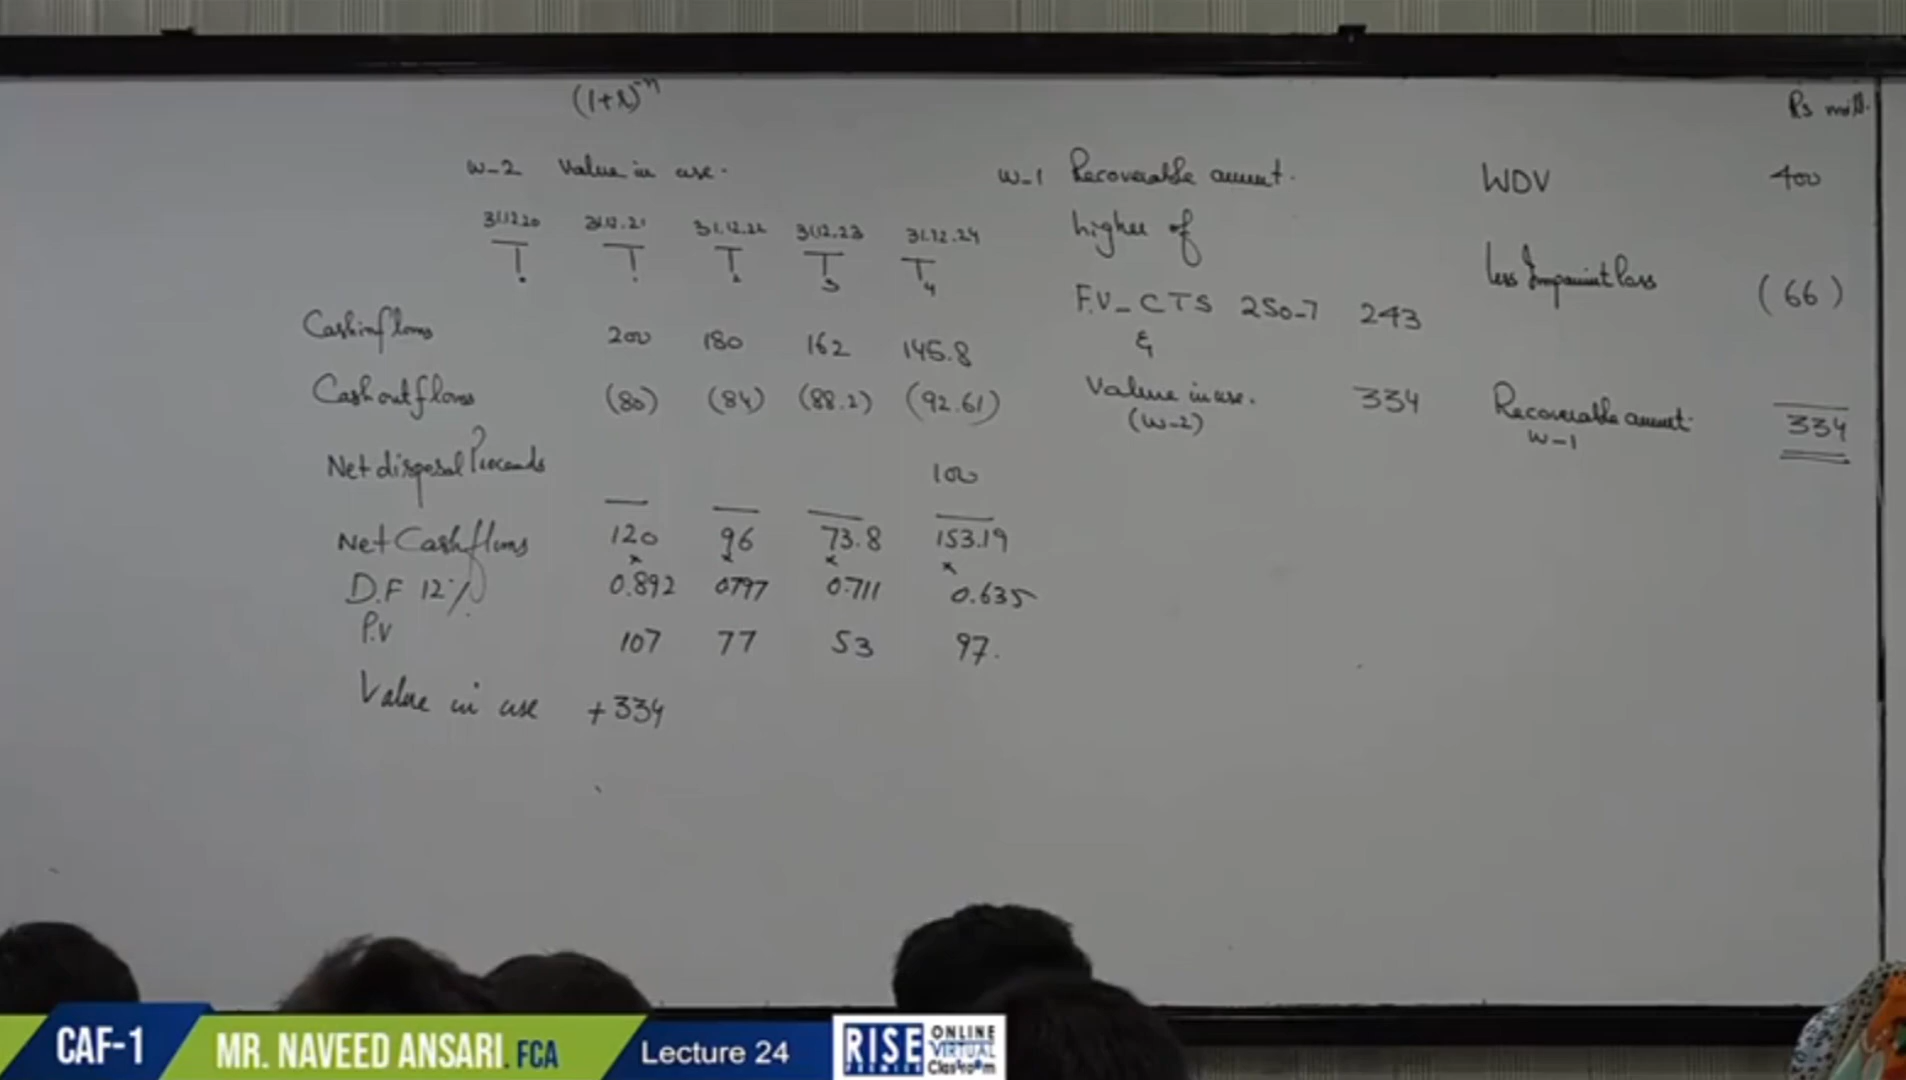 (1+r)^-n
Rs mill.
W-2 Value in use.
31.12.20 31.12.21 31.12.22 31.12.23 31.12.24
T0 T1 T2 T3 T4
Cash inflows 200 180 162 145.8
Cash outflows (80) (84) (88.2) (92.61)
Net disposal Proceeds 100
Net Cash flows 120 96 73.8 153.19
x x x x
D.F 12% 0.892 0797 0.711 0.635
P.V 107 77 53 97.
Value in use +334
W-1 Recoverable amount.
higher of
F.V - CTS 250-7 243
&
Value in use. 334
(W-2)
WDV 400
less Impairment loss (66)
Recoverable amount. 334
W-1
CAF-1
MR. NAVEED ANSARI. FCA
Lecture 24
RISE
PREMIER
ONLINE
VIRTUAL
Classroom